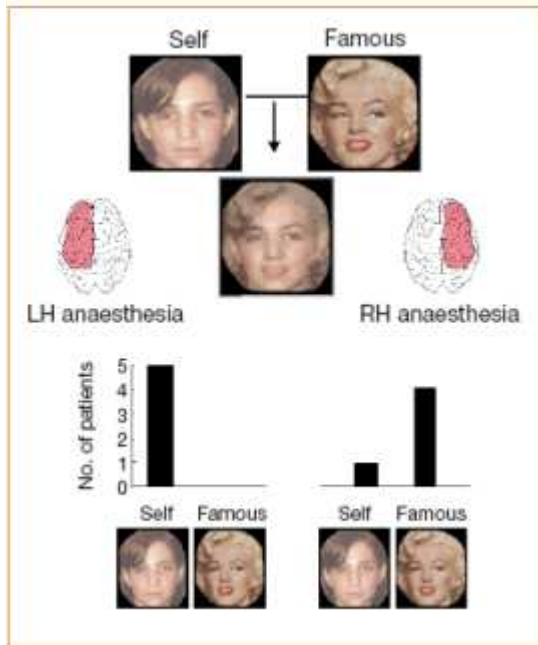 Self Famous
LH anaesthesia RH anaesthesia
No. of patients
5
4
3
2
1
0
Self Famous Self Famous